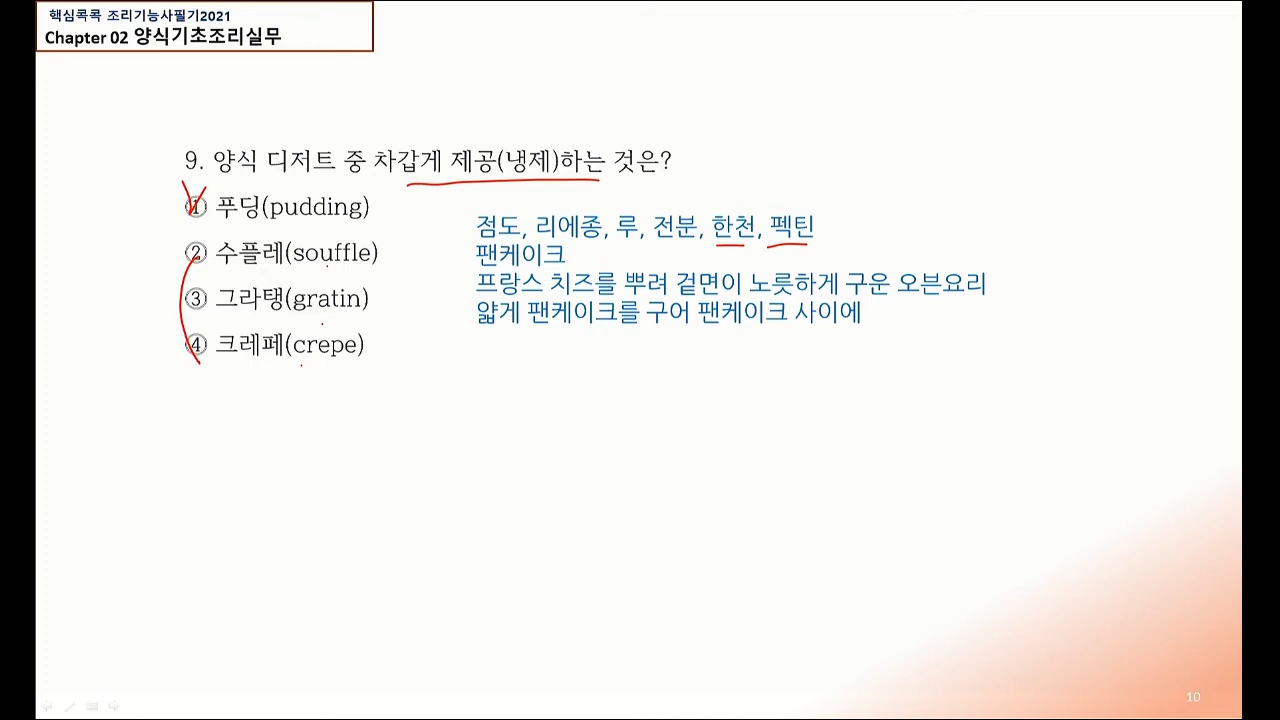 핵심콕콕 조리기능사필기2021
Chapter 02 양식기초조리실무
9. 양식 디저트 중 차갑게 제공(냉제)하는 것은?
① 푸딩(pudding)
② 수플레(souffle)
③ 그라탱(gratin)
④ 크레페(crepe)
점도, 리에종, 루, 전분, 한천, 펙틴
팬케이크
프랑스 치즈를 뿌려 겉면이 노릇하게 구운 오븐요리
얇게 팬케이크를 구어 팬케이크 사이에
10